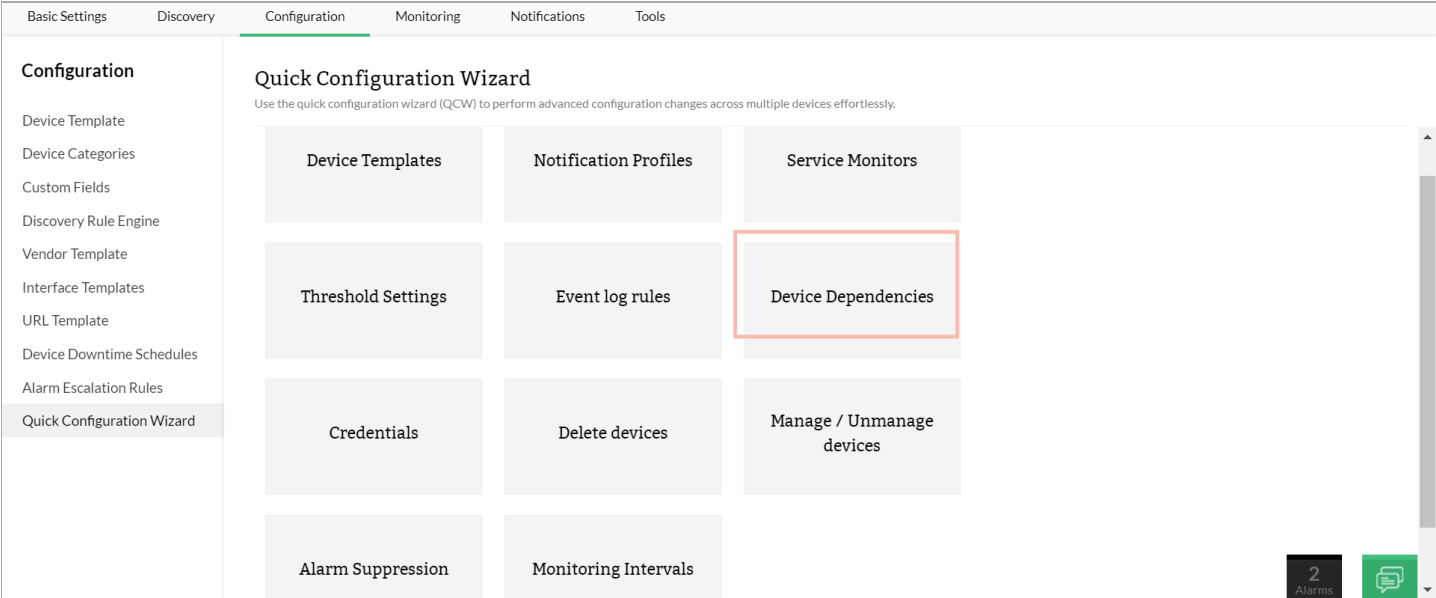 Basic Settings
Discovery
Configuration
Monitoring
Notifications
Tools
Configuration
Device Template
Device Categories
Custom Fields
Discovery Rule Engine
Vendor Template
Interface Templates
URL Template
Device Downtime Schedules
Alarm Escalation Rules
Quick Configuration Wizard
Quick Configuration Wizard
Use the quick configuration wizard (QCW) to perform advanced configuration changes across multiple devices effortlessly.
Device Templates
Notification Profiles
Service Monitors
Threshold Settings
Event log rules
Device Dependencies
Credentials
Delete devices
Manage / Unmanage
devices
Alarm Suppression
Monitoring Intervals
2
Alarms